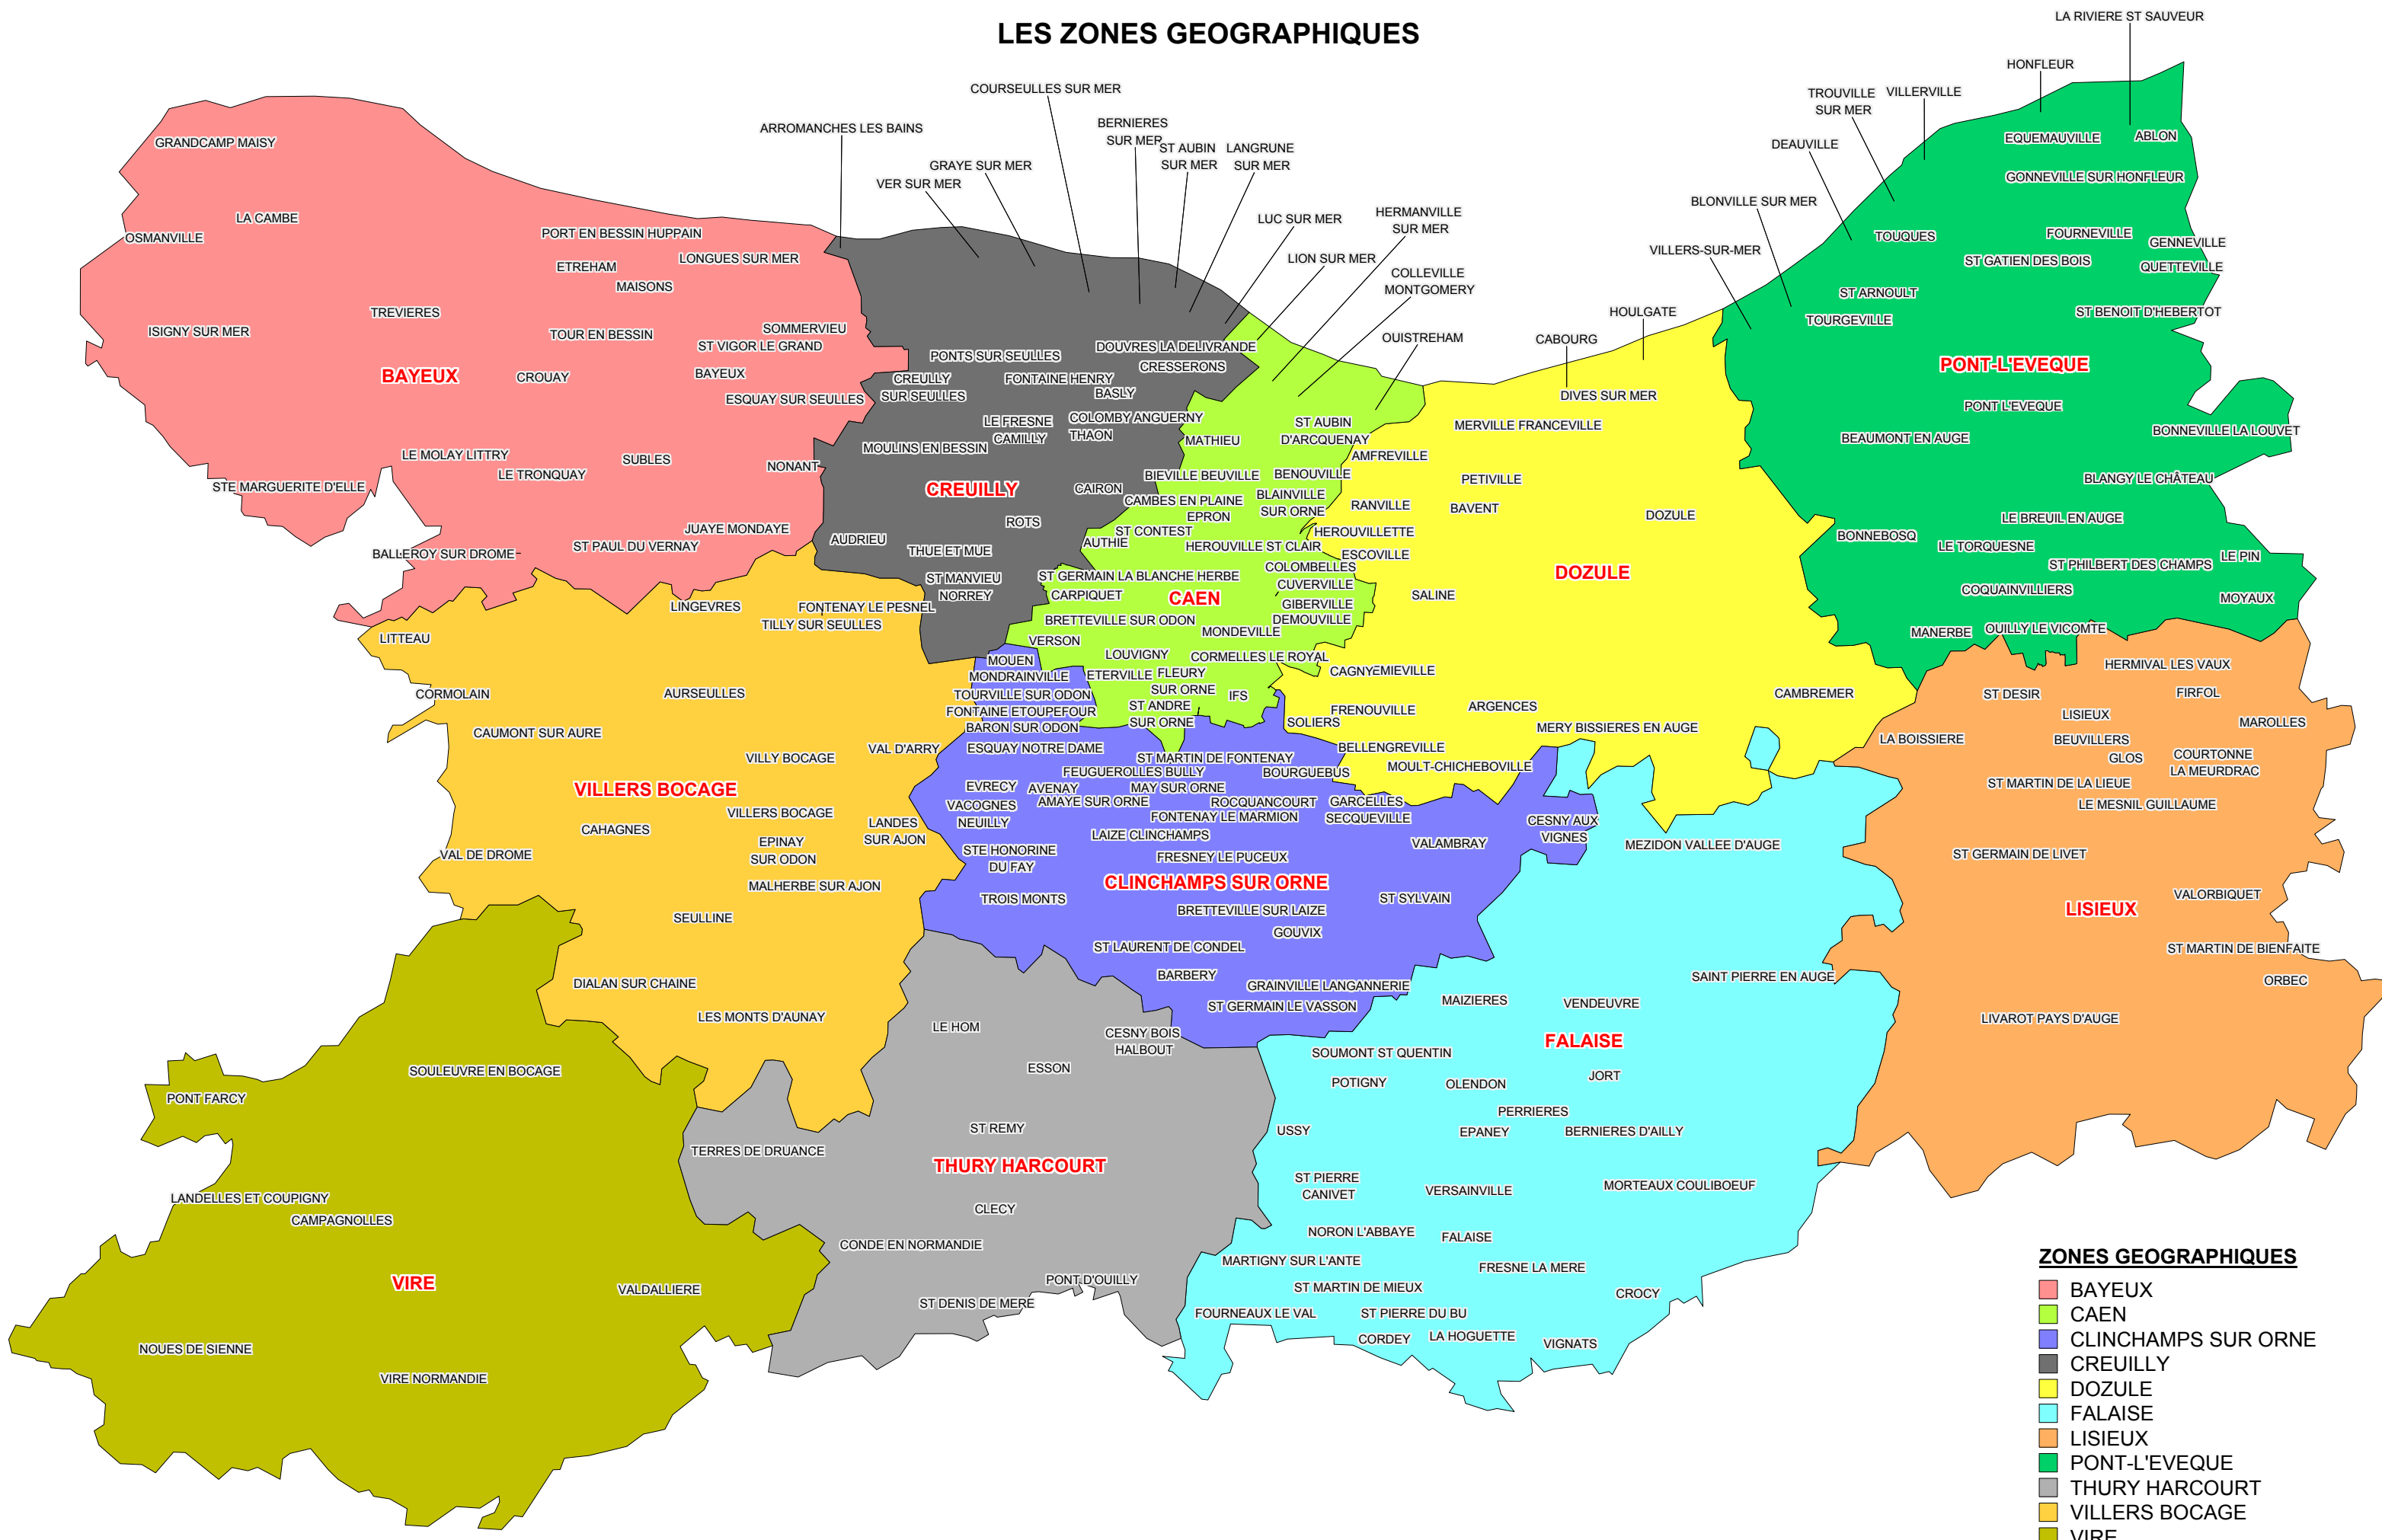 LES ZONES GEOGRAPHIQUES
LA RIVIERE ST SAUVEUR
HONFLEUR
TROUVILLE
SUR MER
VILLERVILLE
DEAUVILLE
BLONVILLE SUR MER
VILLERS-SUR-MER
COURSEULLES SUR MER
ARROMANCHES LES BAINS
BERNIERES
SUR MER
ST AUBIN
SUR MER
LANGRUNE
SUR MER
GRAYE SUR MER
VER SUR MER
LUC SUR MER
HERMANVILLE
SUR MER
LION SUR MER
COLLEVILLE
MONTGOMERY
OUISTREHAM
HOULGATE
CABOURG
GRANDCAMP MAISY
LA CAMBE
OSMANVILLE
PORT EN BESSIN HUPPAIN
LONGUES SUR MER
ETREHAM
MAISONS
TREVIERES
ISIGNY SUR MER
TOUR EN BESSIN
SOMMERVIEU
ST VIGOR LE GRAND
BAYEUX
CROUAY
BAYEUX
ESQUAY SUR SEULLES
LE MOLAY LITTRY
SUBLES
NONANT
LE TRONQUAY
STE MARGUERITE D'ELLE
JUAYE MONDAYE
ST PAUL DU VERNAY
BALLEROY SUR DROME
PONTS SUR SEULLES
DOUVRES LA DELIVRANDE
CRESSERONS
CREULLY
SUR SEULLES
FONTAINE HENRY
BASLY
LE FRESNE
CAMILLY
COLOMBY ANGUERNY
THAON
MOULINS EN BESSIN
CREUILLY
CAIRON
ROTS
AUDRIEU
THUE ET MUE
ST MANVIEU
NORREY
MATHIEU
ST AUBIN
D'ARCQUENAY
BIEVILLE BEUVILLE
BENOUVILLE
CAMBES EN PLAINE
BLAINVILLE
SUR ORNE
EPRON
ST CONTEST
AUTHIE
HEROUVILLE ST CLAIR
COLOMBELLES
ST GERMAIN LA BLANCHE HERBE
CUVERVILLE
CARPIQUET
CAEN
GIBERVILLE
BRETTEVILLE SUR ODON
DEMOUVILLE
MONDEVILLE
VERSON
LOUVIGNY
CORMELLES LE ROYAL
ETERVILLE
FLEURY
SUR ORNE
IFS
ST ANDRE
SUR ORNE
DIVES SUR MER
MERVILLE FRANCEVILLE
AMFREVILLE
PETIVILLE
RANVILLE
BAVENT
DOZULE
HEROUVILLETTE
ESCOVILLE
DOZULE
SALINE
CAGNY
EMIEVILLE
CAMBREMER
FRENOUVILLE
ARGENCES
MERY BISSIERES EN AUGE
BELLENGREVILLE
MOULT-CHICHEBOVILLE
EQUEMAUVILLE
ABLON
GONNEVILLE SUR HONFLEUR
TOUQUES
FOURNEVILLE
GENNEVILLE
ST GATIEN DES BOIS
QUETTEVILLE
ST ARNOULT
TOURGEVILLE
ST BENOIT D'HEBERTOT
PONT-L'EVEQUE
PONT L'EVEQUE
BEAUMONT EN AUGE
BONNEVILLE LA LOUVET
BLANGY LE CHÂTEAU
LE BREUIL EN AUGE
BONNEBOSQ
LE TORQUESNE
LE PIN
ST PHILBERT DES CHAMPS
COQUAINVILLIERS
MOYAUX
MANERBE
OUILLY LE VICOMTE
LINGEVRES
FONTENAY LE PESNEL
TILLY SUR SEULLES
LITTEAU
CORMOLAIN
AURSEULLES
CAUMONT SUR AURE
VAL D'ARRY
VILLY BOCAGE
VILLERS BOCAGE
VILLERS BOCAGE
CAHAGNES
LANDES
SUR AJON
EPINAY
SUR ODON
VAL DE DROME
MALHERBE SUR AJON
SEULLINE
DIALAN SUR CHAINE
LES MONTS D'AUNAY
MOUEN
MONDRAINVILLE
TOURVILLE SUR ODON
FONTAINE ETOUPEFOUR
BARON SUR ODON
ESQUAY NOTRE DAME
SOLIERS
ST MARTIN DE FONTENAY
FEUGUEROLLES BULLY
BOURGUEBUS
EVRECY
AVENAY
MAY SUR ORNE
VACOGNES
NEUILLY
AMAYE SUR ORNE
ROCQUANCOURT
GARCELLES
SECQUEVILLE
FONTENAY LE MARMION
CESNY AUX
VIGNES
LAIZE CLINCHAMPS
VALAMBRAY
STE HONORINE
DU FAY
FRESNEY LE PUCEUX
CLINCHAMPS SUR ORNE
TROIS MONTS
ST SYLVAIN
BRETTEVILLE SUR LAIZE
GOUVIX
ST LAURENT DE CONDEL
BARBERY
GRAINVILLE LANGANNERIE
ST GERMAIN LE VASSON
HERMIVAL LES VAUX
ST DESIR
FIRFOL
LISIEUX
MAROLLES
LA BOISSIERE
BEUVILLERS
GLOS
COURTONNE
LA MEURDRAC
ST MARTIN DE LA LIEUE
LE MESNIL GUILLAUME
ST GERMAIN DE LIVET
VALORBIQUET
LISIEUX
ST MARTIN DE BIENFAITE
ORBEC
LIVAROT PAYS D'AUGE
MEZIDON VALLEE D'AUGE
SAINT PIERRE EN AUGE
MAIZIERES
VENDEUVRE
FALAISE
SOUMONT ST QUENTIN
JORT
POTIGNY
OLENDON
PERRIERES
USSY
EPANEY
BERNIERES D'AILLY
ST PIERRE
CANIVET
VERSAINVILLE
MORTEAUX COULIBOEUF
NORON L'ABBAYE
FALAISE
MARTIGNY SUR L'ANTE
FRESNE LA MERE
ST MARTIN DE MIEUX
CROCY
FOURNEAUX LE VAL
ST PIERRE DU BU
CORDEY
LA HOGUETTE
VIGNATS
LE HOM
CESNY BOIS
HALBOUT
ESSON
ST REMY
TERRES DE DRUANCE
THURY HARCOURT
CLECY
CONDE EN NORMANDIE
PONT D'OUILLY
ST DENIS DE MERE
SOULEUVRE EN BOCAGE
PONT FARCY
LANDELLES ET COUPIGNY
CAMPAGNOLLES
VIRE
VALDALLIERE
NOUES DE SIENNE
VIRE NORMANDIE
ZONES GEOGRAPHIQUES
BAYEUX
CAEN
CLINCHAMPS SUR ORNE
CREUILLY
DOZULE
FALAISE
LISIEUX
PONT-L'EVEQUE
THURY HARCOURT
VILLERS BOCAGE
VIRE